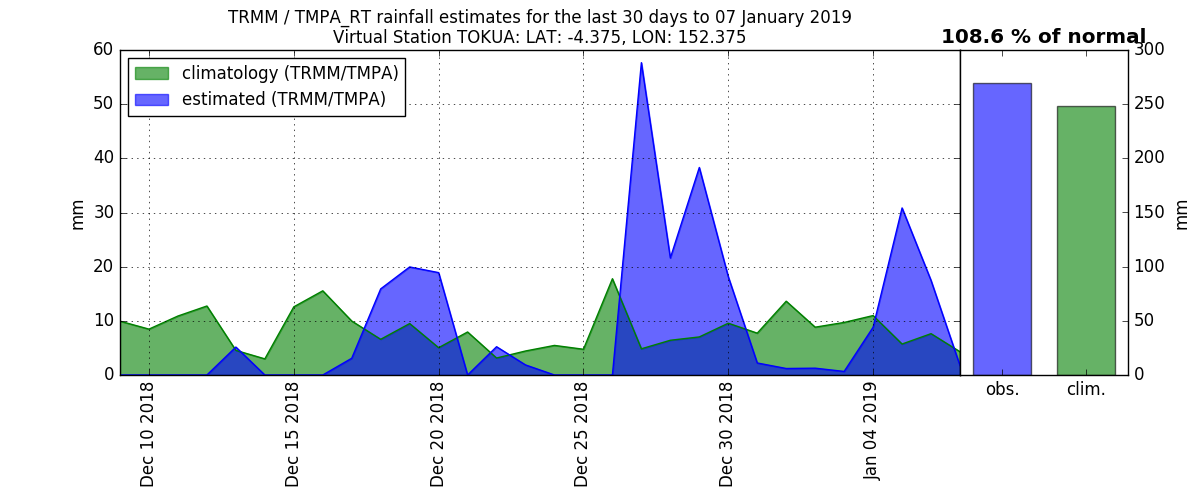 TRMM / TMPA_RT rainfall estimates for the last 30 days to 07 January 2019
Virtual Station TOKUA: LAT: -4.375, LON: 152.375
108.6 % of normal
climatology (TRMM/TMPA)
estimated (TRMM/TMPA)
60
50
40
30
20
10
0
mm
Dec 10 2018
Dec 15 2018
Dec 20 2018
Dec 25 2018
Dec 30 2018
Jan 04 2019
obs.
clim.
300
250
200
150
100
50
0
mm